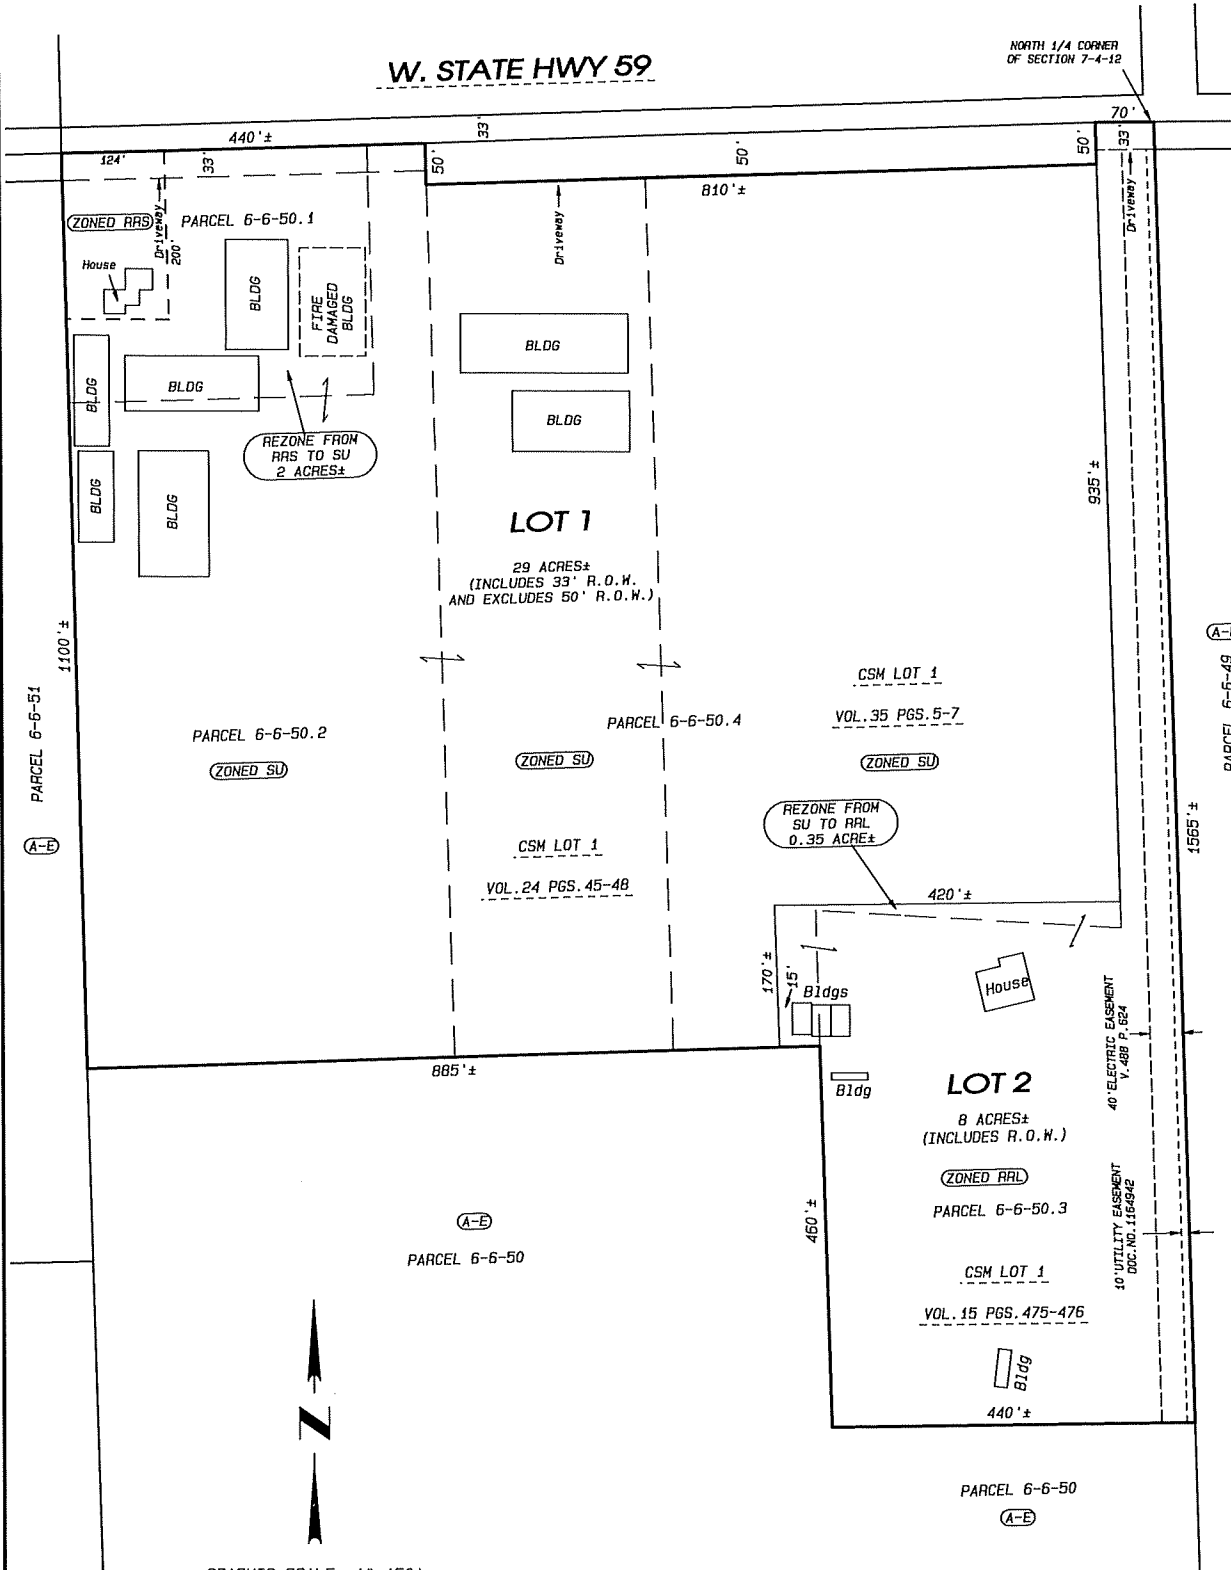 W. STATE HWY 59
NORTH 1/4 CORNER
OF SECTION 7-4-12
70'
440'±
33'
124'
33'
50'
50'
50'
33'
810'±
ZONED RRS
Driveway
200'
PARCEL 6-6-50.1
Driveway
Driveway
House
BLDG
FIRE
DAMAGED
BLDG
BLDG
BLDG
BLDG
BLDG
REZONE FROM
RRS TO SU
2 ACRES±
BLDG
BLDG
935'±
LOT 1
29 ACRES±
(INCLUDES 33' R.O.W.
AND EXCLUDES 50' R.O.W.)
1100'±
PARCEL 6-6-51
A-E
PARCEL 6-6-49
CSM LOT 1
VOL.35 PGS.5-7
ZONED SU
PARCEL 6-6-50.2
ZONED SU
PARCEL 6-6-50.4
ZONED SU
REZONE FROM
SU TO RRL
0.35 ACRE±
1565'±
CSM LOT 1
VOL.24 PGS.45-48
420'±
170'±
15'
Bldgs
House
40'ELECTRIC EASEMENT
V.488 P.624
885'±
Bldg
LOT 2
8 ACRES±
(INCLUDES R.O.W.)
ZONED RRL
PARCEL 6-6-50.3
460'±
10'UTILITY EASEMENT
DOC.NO.1164942
A-E
PARCEL 6-6-50
CSM LOT 1
VOL.15 PGS.475-476
Bldg
440'±
N
PARCEL 6-6-50
A-E